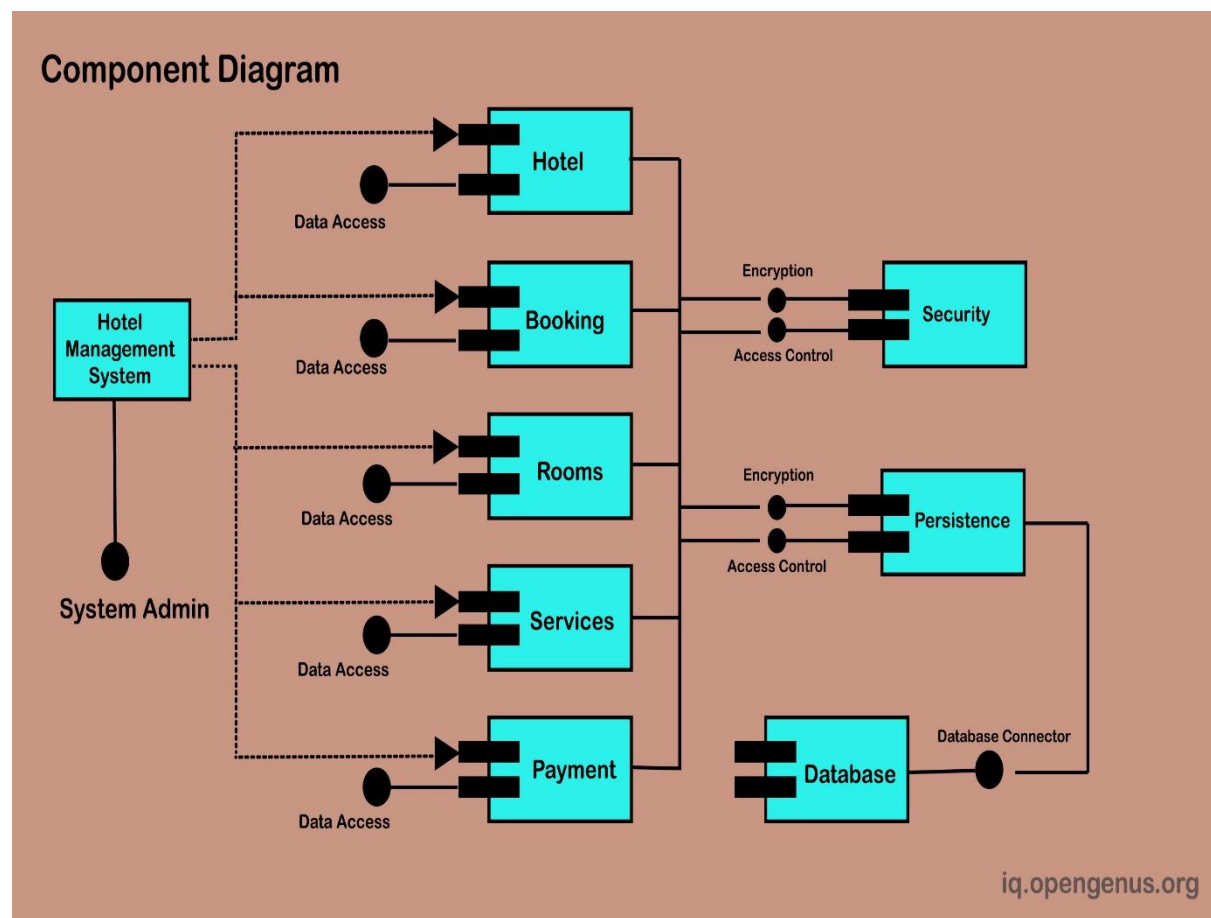 Component Diagram
Hotel
Data Access
Encryption
Booking
Security
Hotel
Management
System
Access Control
Data Access
Rooms
Encryption
Persistence
Data Access
Access Control
System Admin
Services
Data Access
Database Connector
Payment
Database
Data Access
iq.opengenus.org